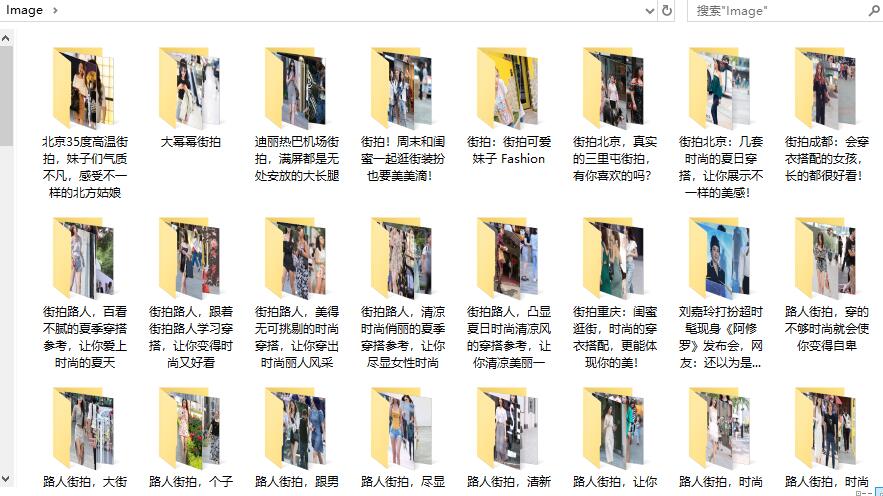 Image
搜索"Image"
北京35度高温街
拍，妹子们气质
不凡，感受不一
样的北方姑娘
大幂幂街拍
迪丽热巴机场街
拍，满屏都是无
处安放的大长腿
街拍！周末和闺
蜜一起逛街装扮
也要美美滴！
街拍：街拍可爱
妹子 Fashion
街拍北京，真实
的三里屯街拍，
有你喜欢的吗？
街拍北京：几套
时尚的夏日穿
搭，让你展示不
一样的美感！
街拍成都：会穿
衣搭配的女孩，
长的都很好看！
街拍路人，百看
不腻的夏季穿搭
参考，让你爱上
时尚的夏天
街拍路人，跟着
街拍路人学习穿
搭，让你变得时
尚又好看
街拍路人，美得
无可挑剔的时尚
穿搭，让你穿出
时尚丽人风采
街拍路人，清凉
时尚俏丽的夏季
穿搭参考，让你
尽显女性时尚
街拍路人，凸显
夏日时尚清凉风
的穿搭参考，让
你清凉美丽一
街拍重庆：闺蜜
逛街，时尚的穿
衣搭配，更能体
现你的美！
刘嘉玲打扮超时
髦现身《阿修
罗》发布会，网
友：还以为是...
路人街拍，穿的
不够时尚就会使
你变得自卑
路人街拍，大街
路人街拍，个子
路人街拍，跟男
路人街拍，尽显
路人街拍，清新
路人街拍，让你
路人街拍，时尚
路人街拍，时尚